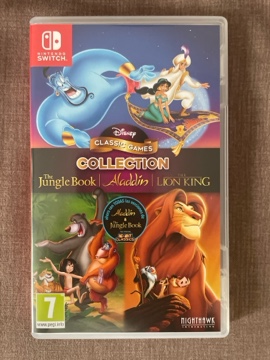 NINTENDO
SWITCH
Disney
CLASSIC GAMES
COLLECTION
The Jungle Book
Aladdin
THE LION KING
Aladdin
Jungle Book
7
www.pegi.info
NIGHTHAWK
INTERACTIVE